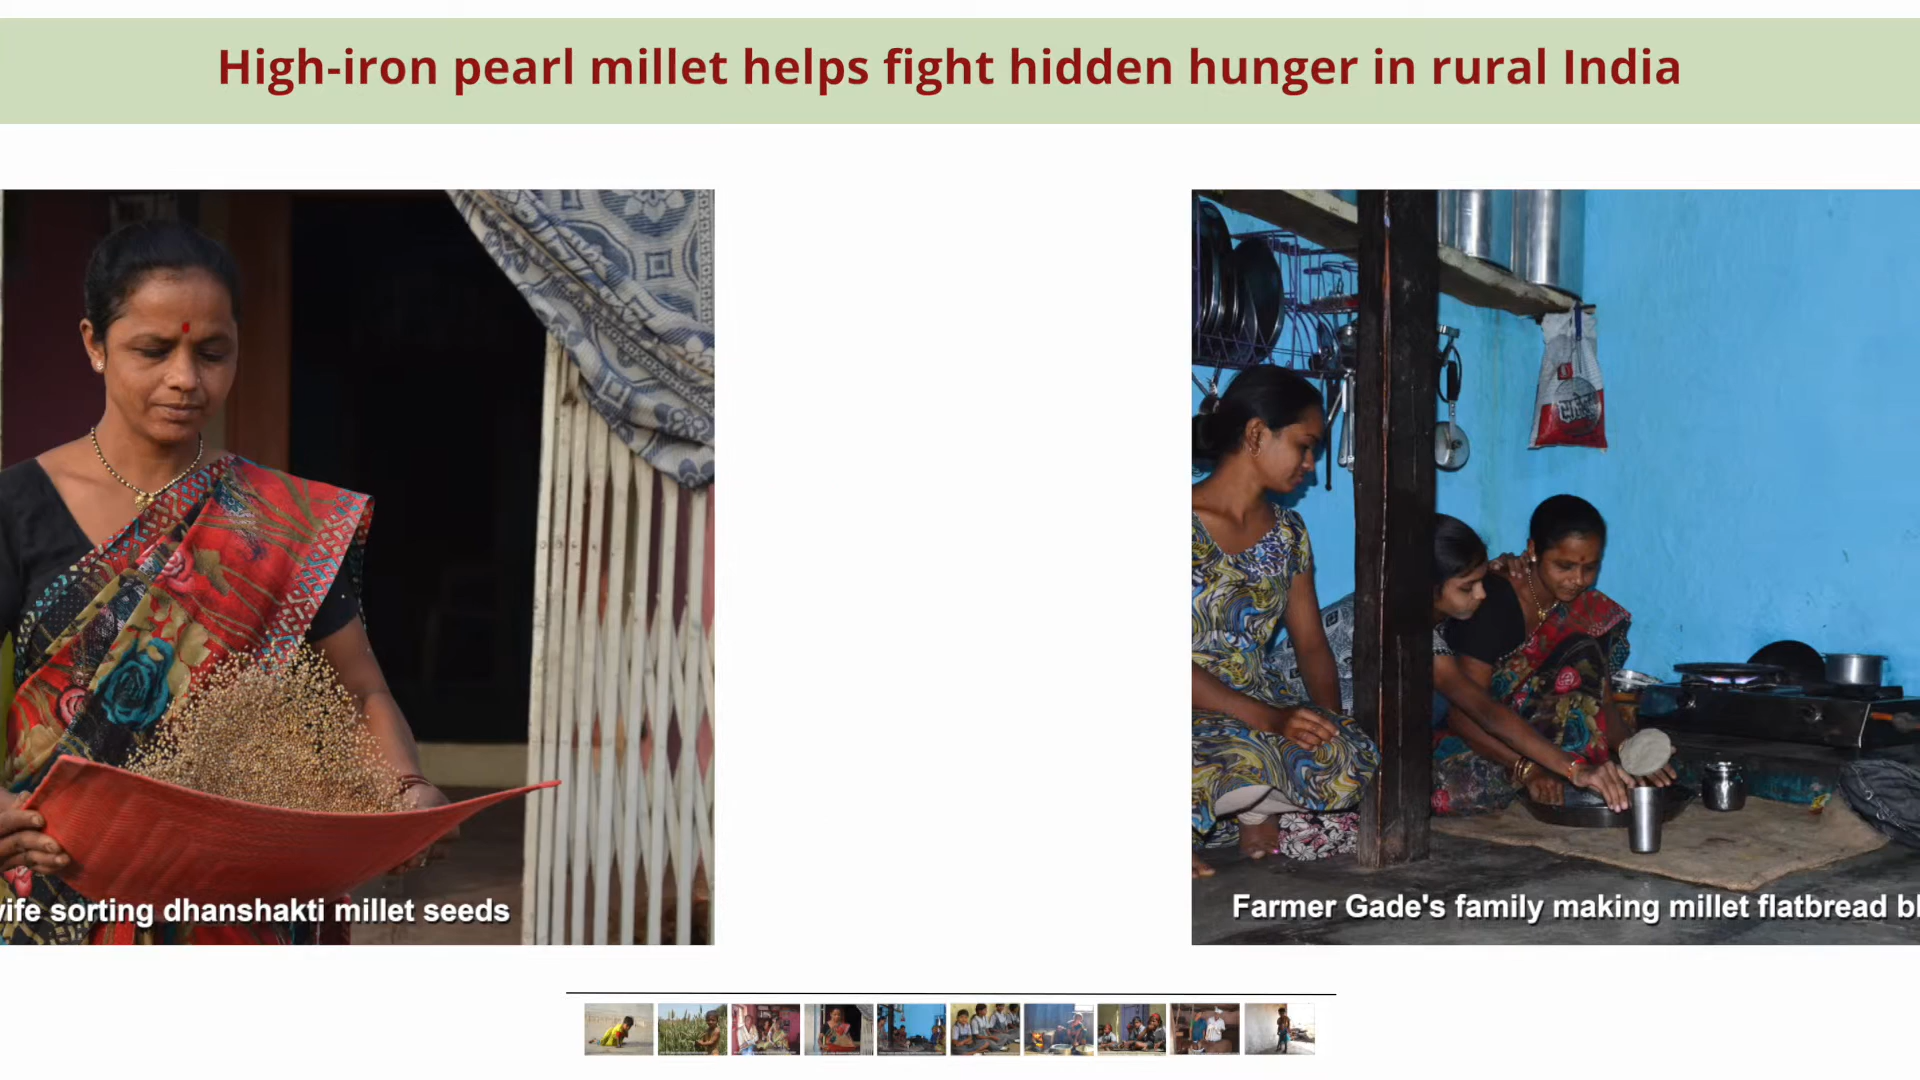 High-iron pearl millet helps fight hidden hunger in rural India
sorting dhanshakti millet seeds
Farmer Gade's family making millet flatbread